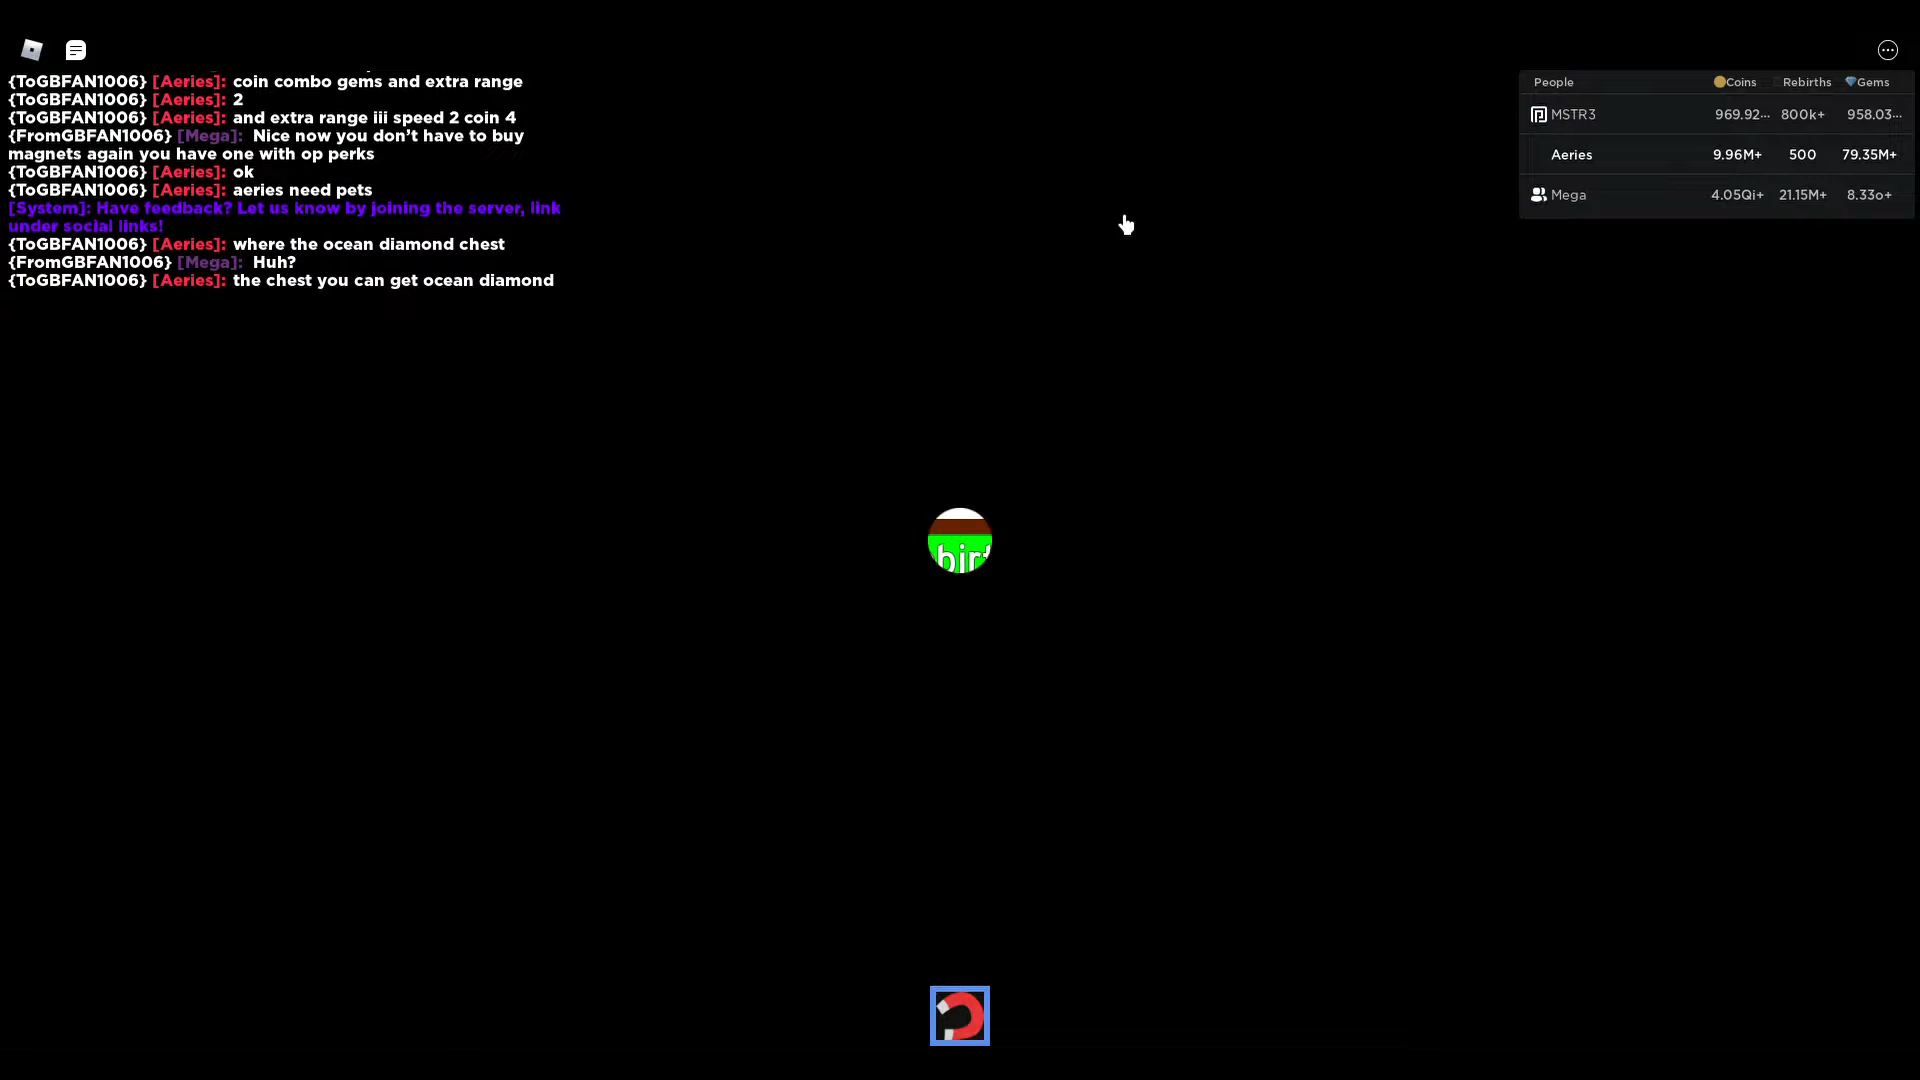 {ToGBFAN1006} [Aeries]: coin combo gems and extra range
{ToGBFAN1006} [Aeries]: 2
{ToGBFAN1006} [Aeries]: and extra range iii speed 2 coin 4
{FromGBFAN1006} [Mega]: Nice now you don’t have to buy
magnets again you have one with op perks
{ToGBFAN1006} [Aeries]: ok
{ToGBFAN1006} [Aeries]: aeries need pets
[System]: Have feedback? Let us know by joining the server, link
under social links!
{ToGBFAN1006} [Aeries]: where the ocean diamond chest
{FromGBFAN1006} [Mega]: Huh?
{ToGBFAN1006} [Aeries]: the chest you can get ocean diamond
People Coins Rebirths Gems
MSTR3 969.92... 800k+ 958.03...
Aeries 9.96M+ 500 79.35M+
Mega 4.05Qi+ 21.15M+ 8.33o+